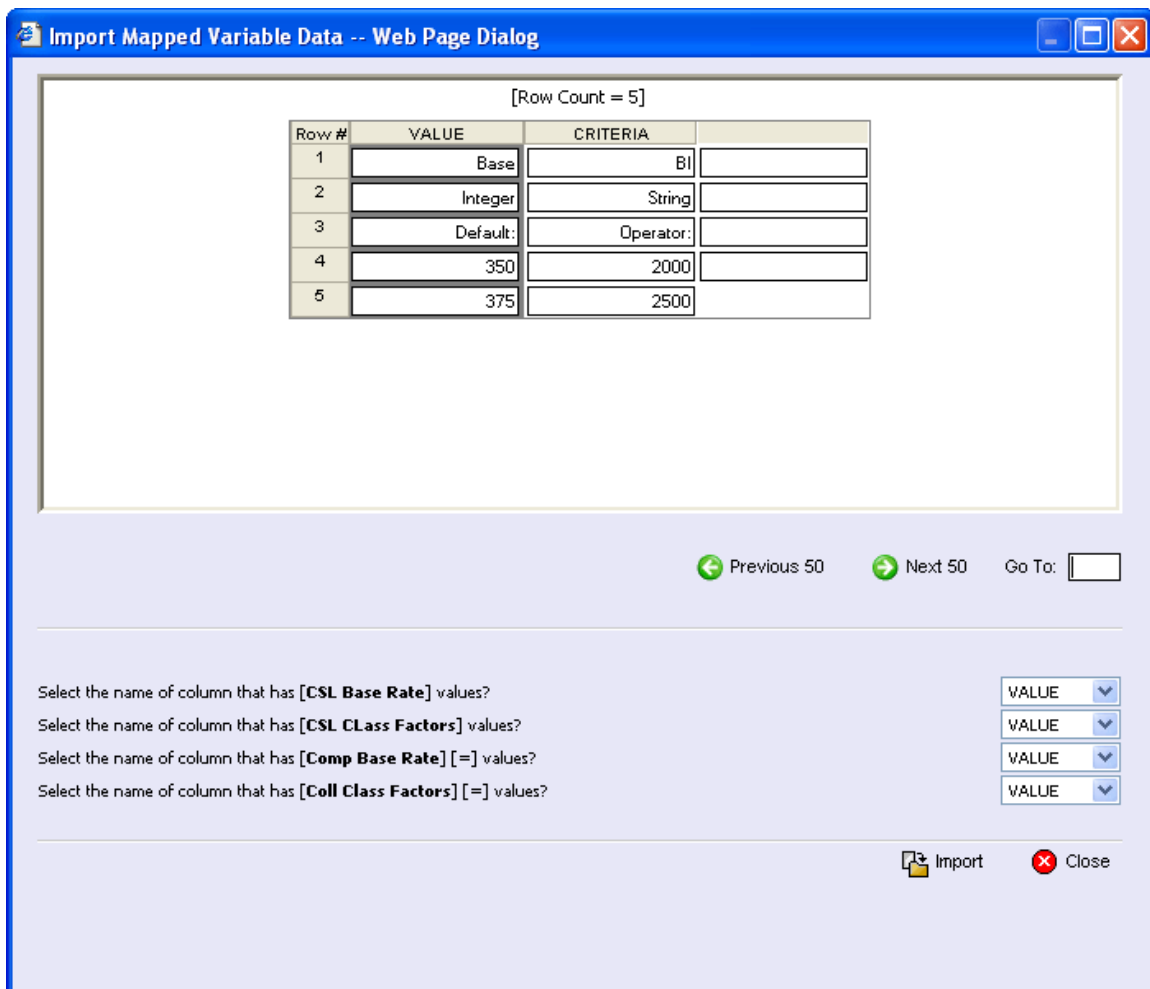 Import Mapped Variable Data -- Web Page Dialog
[Row Count = 5]
Row # VALUE CRITERIA
1 Base BI
2 Integer String
3 Default: Operator:
4 350 2000
5 375 2500
Previous 50 Next 50 Go To:
Select the name of column that has [CSL Base Rate] values? VALUE
Select the name of column that has [CSL CLass Factors] values? VALUE
Select the name of column that has [Comp Base Rate] [=] values? VALUE
Select the name of column that has [Coll Class Factors] [=] values? VALUE
Import Close